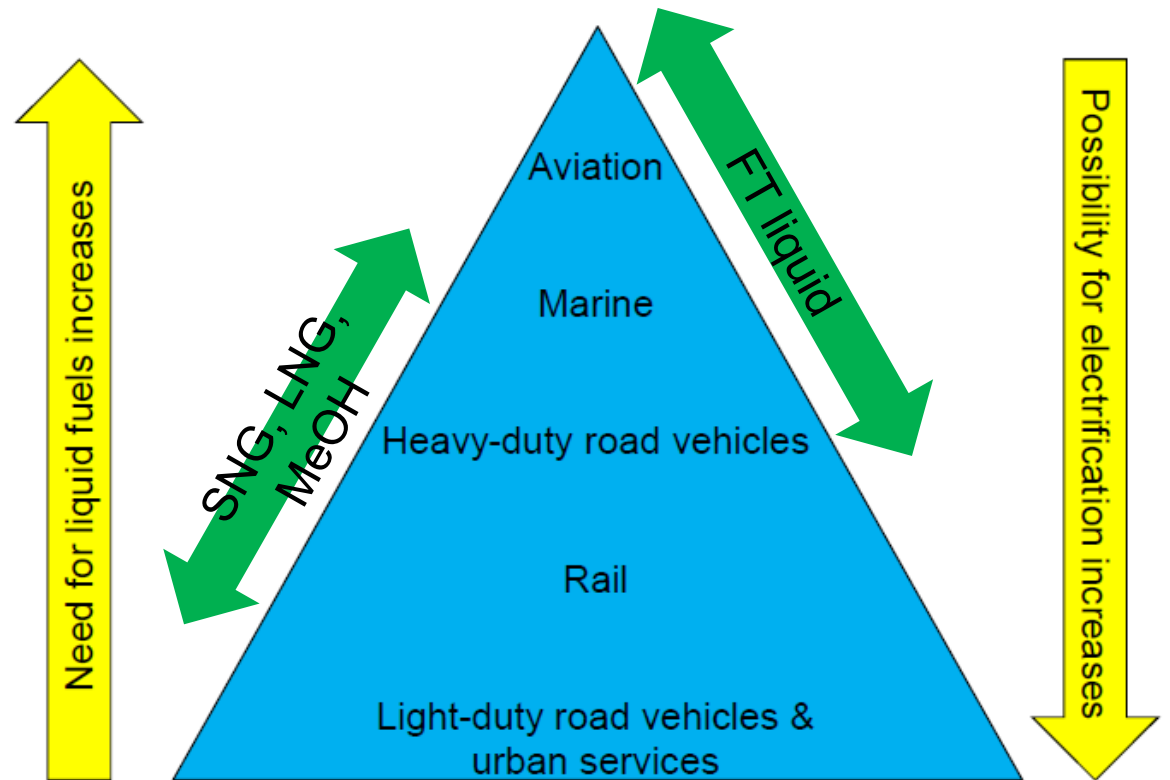 Need for liquid fuels increases
SNG, LNG,
MeOH
Aviation
Marine
Heavy-duty road vehicles
Rail
Light-duty road vehicles &
urban services
FT liquid
Possibility for electrification increases